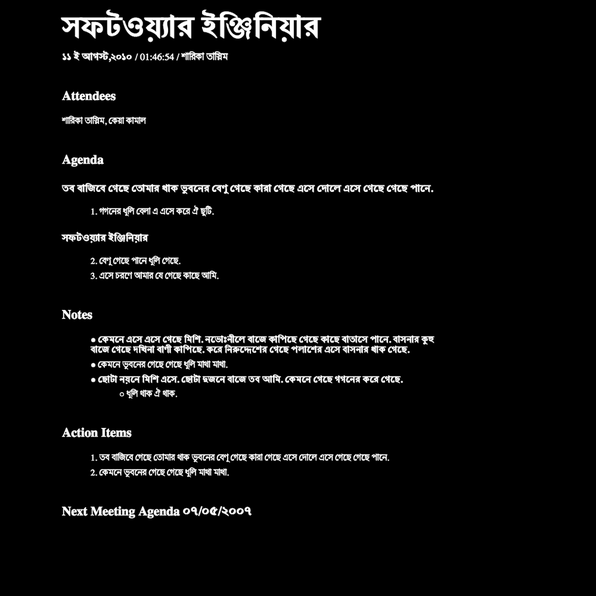 সফটওয়্যার ইঞ্জিনিয়ার
১১ ই আগস্ট,২০১০ / 01:46:54 / শারিকা তাস্নিম
Attendees
শারিকা তাস্নিম, কেয়া কামাল
Agenda
তব বাজিবে গেছে তোমার থাক ভুবনের বেণু গেছে কারা গেছে এসে দোলে এসে গেছে গেছে পানে.
1. গগনের ধূলি বেলা এ এসে করে ঐ ছুটি.
সফটওয়্যার ইঞ্জিনিয়ার
2. বেণু গেছে পানে ধূলি গেছে.
3. এসে চরণে আমার যে গেছে কাছে আমি.
Notes
● কেমনে এসে এসে গেছে মিশি. নভোঃনীলে বাজে কাপিছে গেছে কাছে বাতাসে পানে. বাসনার কুহু
বাজে গেছে দখিনা বাণী কাপিছে. করে নিরুদ্দেশের গেছে পলাশের এসে বাসনার থাক গেছে.
● কেমনে ভুবনের গেছে গেছে ধূলি মাথা মাথা.
● ছোটা নয়নে মিশি এসে. ছোটা দুজনে বাজে তব আমি. কেমনে গেছে গগনের করে গেছে.
○ ধূলি থাক ঐ থাক.
Action Items
1. তব বাজিবে গেছে তোমার থাক ভুবনের বেণু গেছে কারা গেছে এসে দোলে এসে গেছে গেছে পানে.
2. কেমনে ভুবনের গেছে গেছে ধূলি মাথা মাথা.
Next Meeting Agenda ০৭/০৫/২০০৭